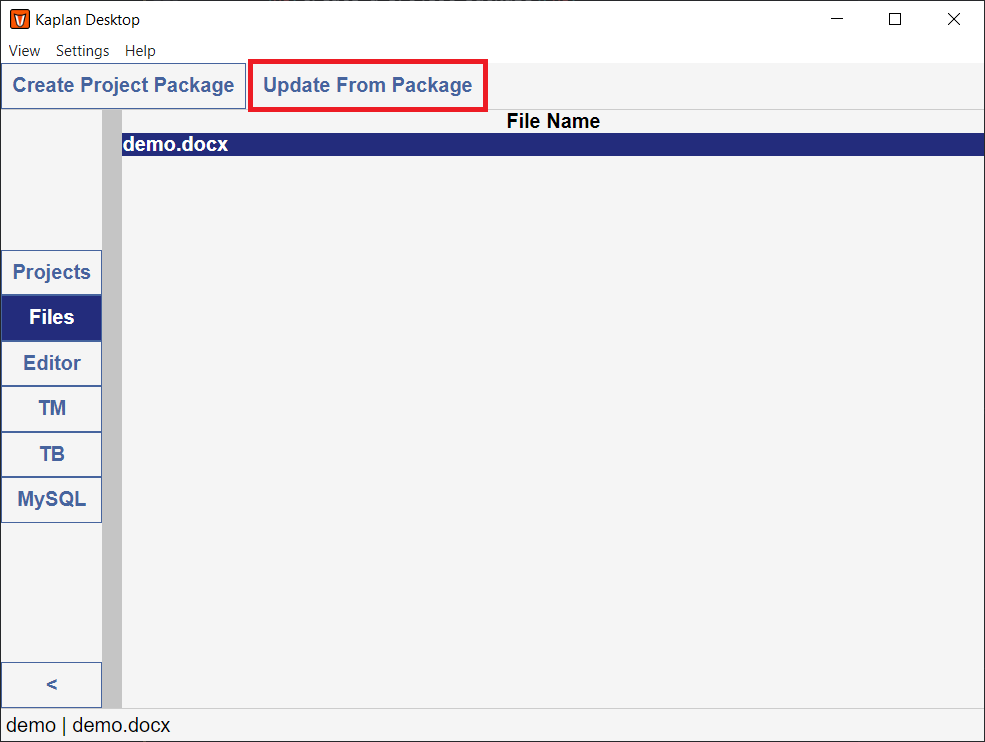 Kaplan Desktop
View Settings Help
Create Project Package Update From Package
File Name
demo.docx
Projects
Files
Editor
TM
TB
MySQL
<
demo | demo.docx